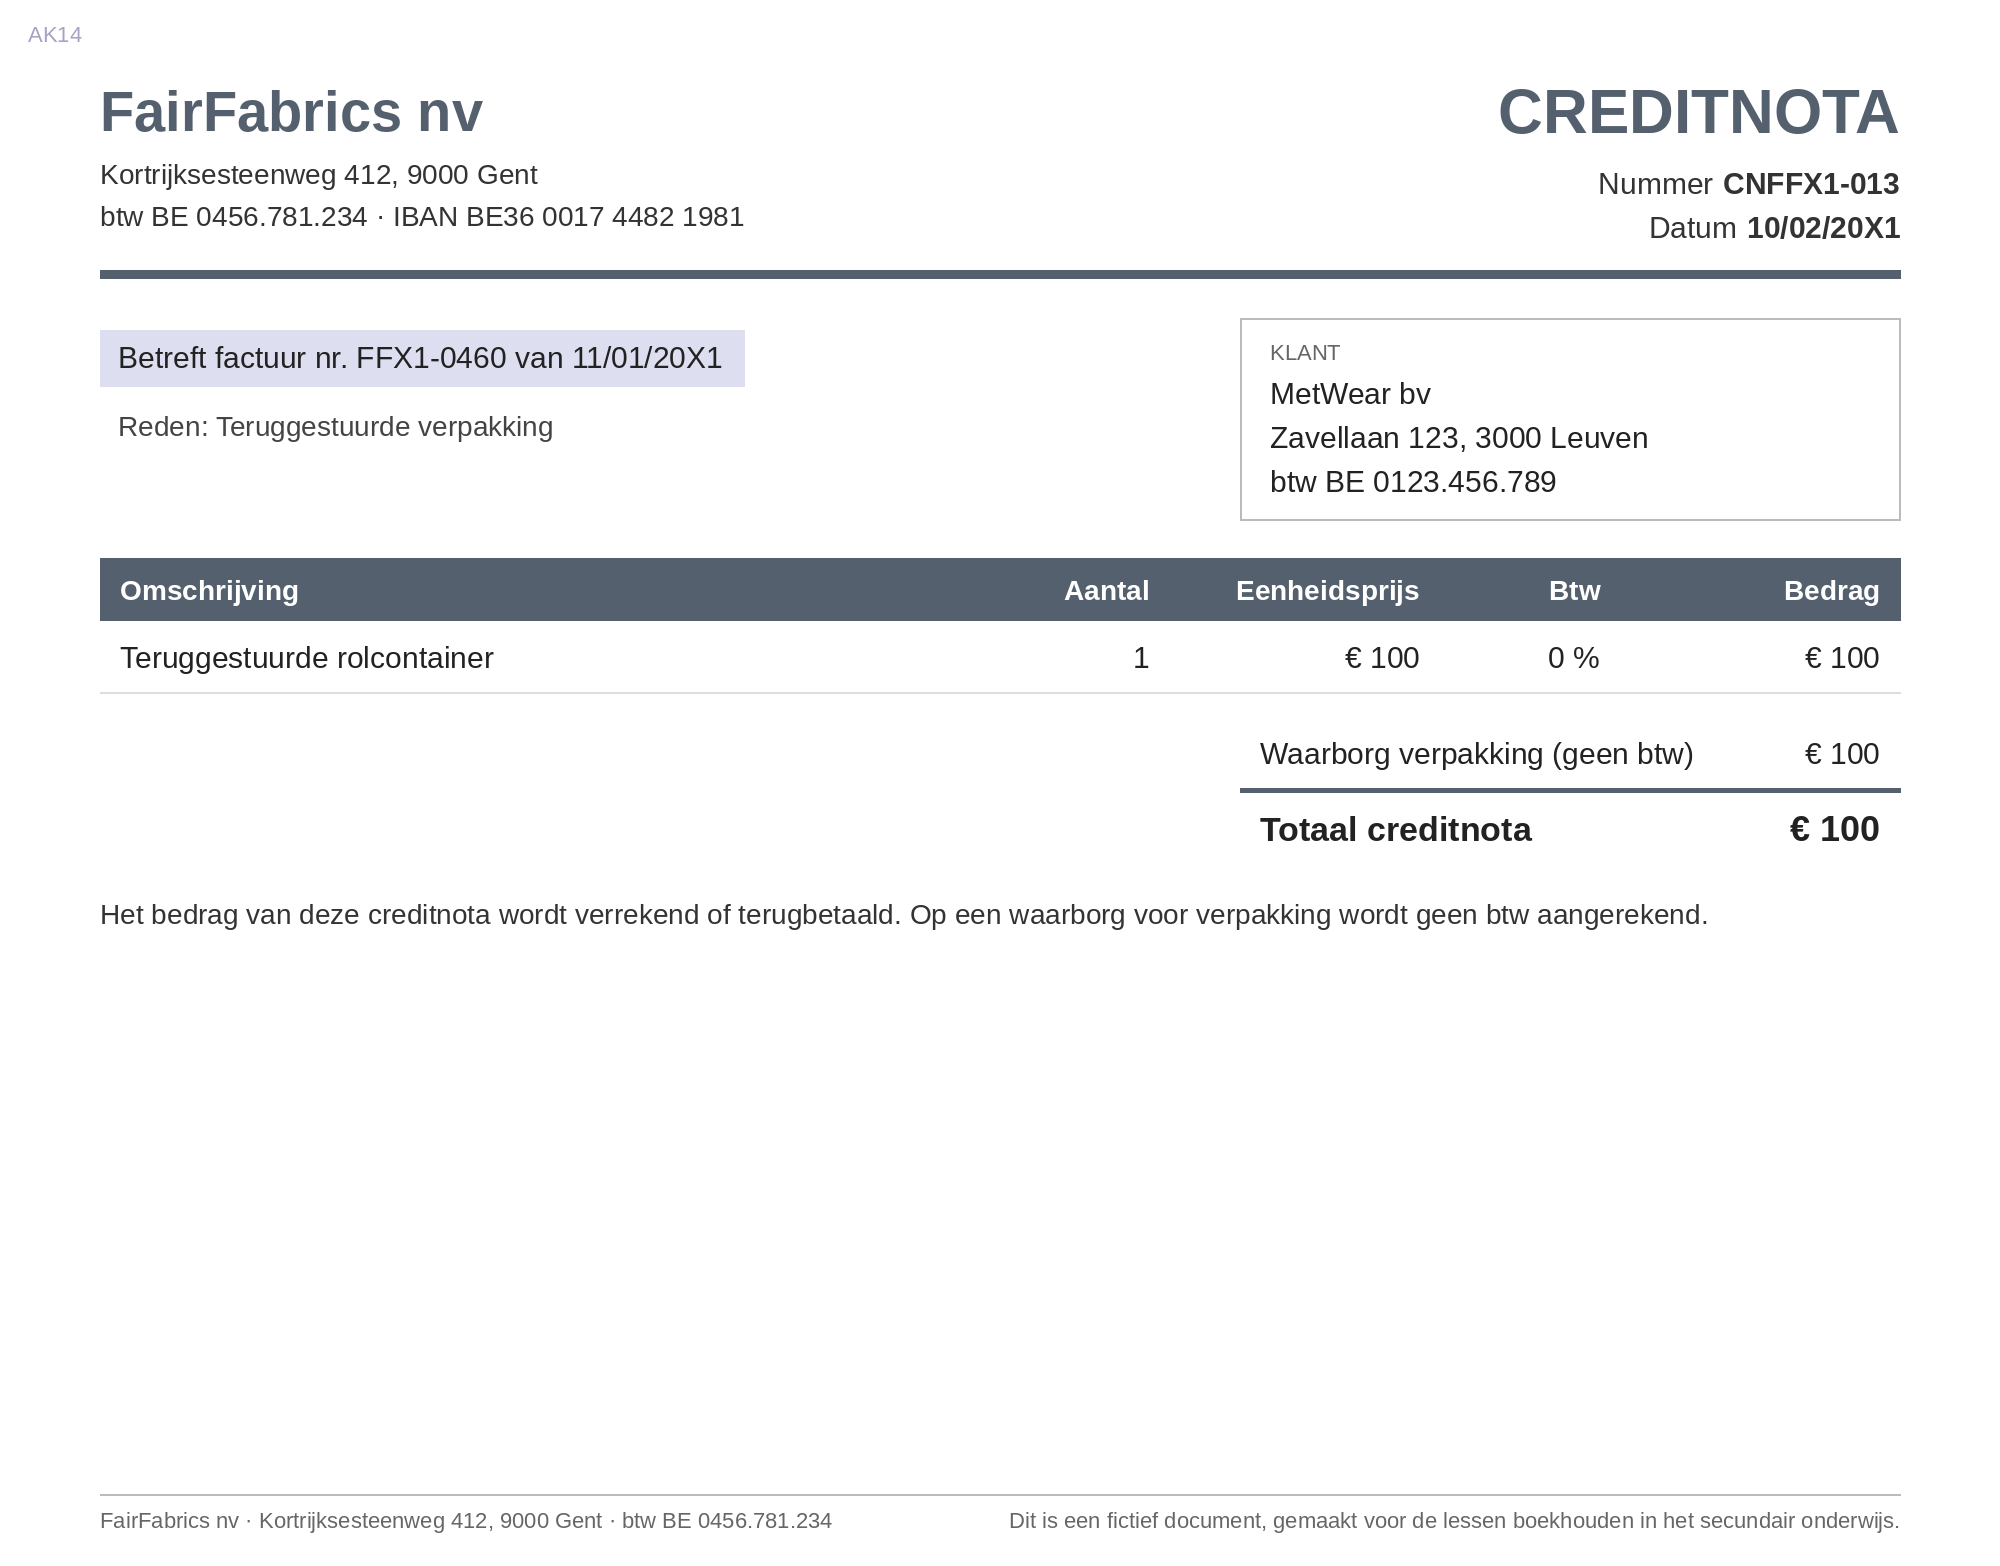 AK14
FairFabrics nv
Kortrijksesteenweg 412, 9000 Gent
btw BE 0456.781.234 · IBAN BE36 0017 4482 1981
CREDITNOTA
Nummer CNFFX1-013
Datum 10/02/20X1
Betreft factuur nr. FFX1-0460 van 11/01/20X1
Reden: Teruggestuurde verpakking
KLANT
MetWear bv
Zavellaan 123, 3000 Leuven
btw BE 0123.456.789
Omschrijving Aantal Eenheidsprijs Btw Bedrag
Teruggestuurde rolcontainer 1 € 100 0 % € 100
Waarborg verpakking (geen btw) € 100
Totaal creditnota € 100
Het bedrag van deze creditnota wordt verrekend of terugbetaald. Op een waarborg voor verpakking wordt geen btw aangerekend.
FairFabrics nv · Kortrijksesteenweg 412, 9000 Gent · btw BE 0456.781.234
Dit is een fictief document, gemaakt voor de lessen boekhouden in het secundair onderwijs.